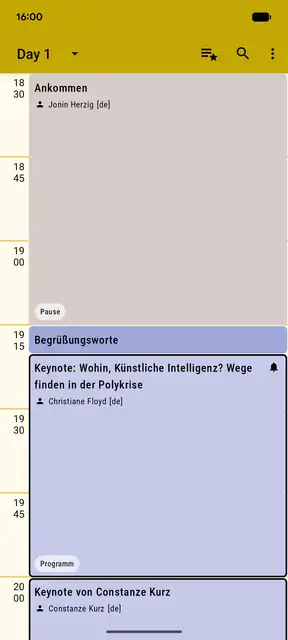 16:00
Day 1
18
30
Ankommen
Jonin Herzig [de]
18
45
19
00
Pause
19
15
Begrüßungsworte
Keynote: Wohin, Künstliche Intelligenz? Wege
finden in der Polykrise
Christiane Floyd [de]
19
30
19
45
Programm
20
00
Keynote von Constanze Kurz
Constanze Kurz [de]